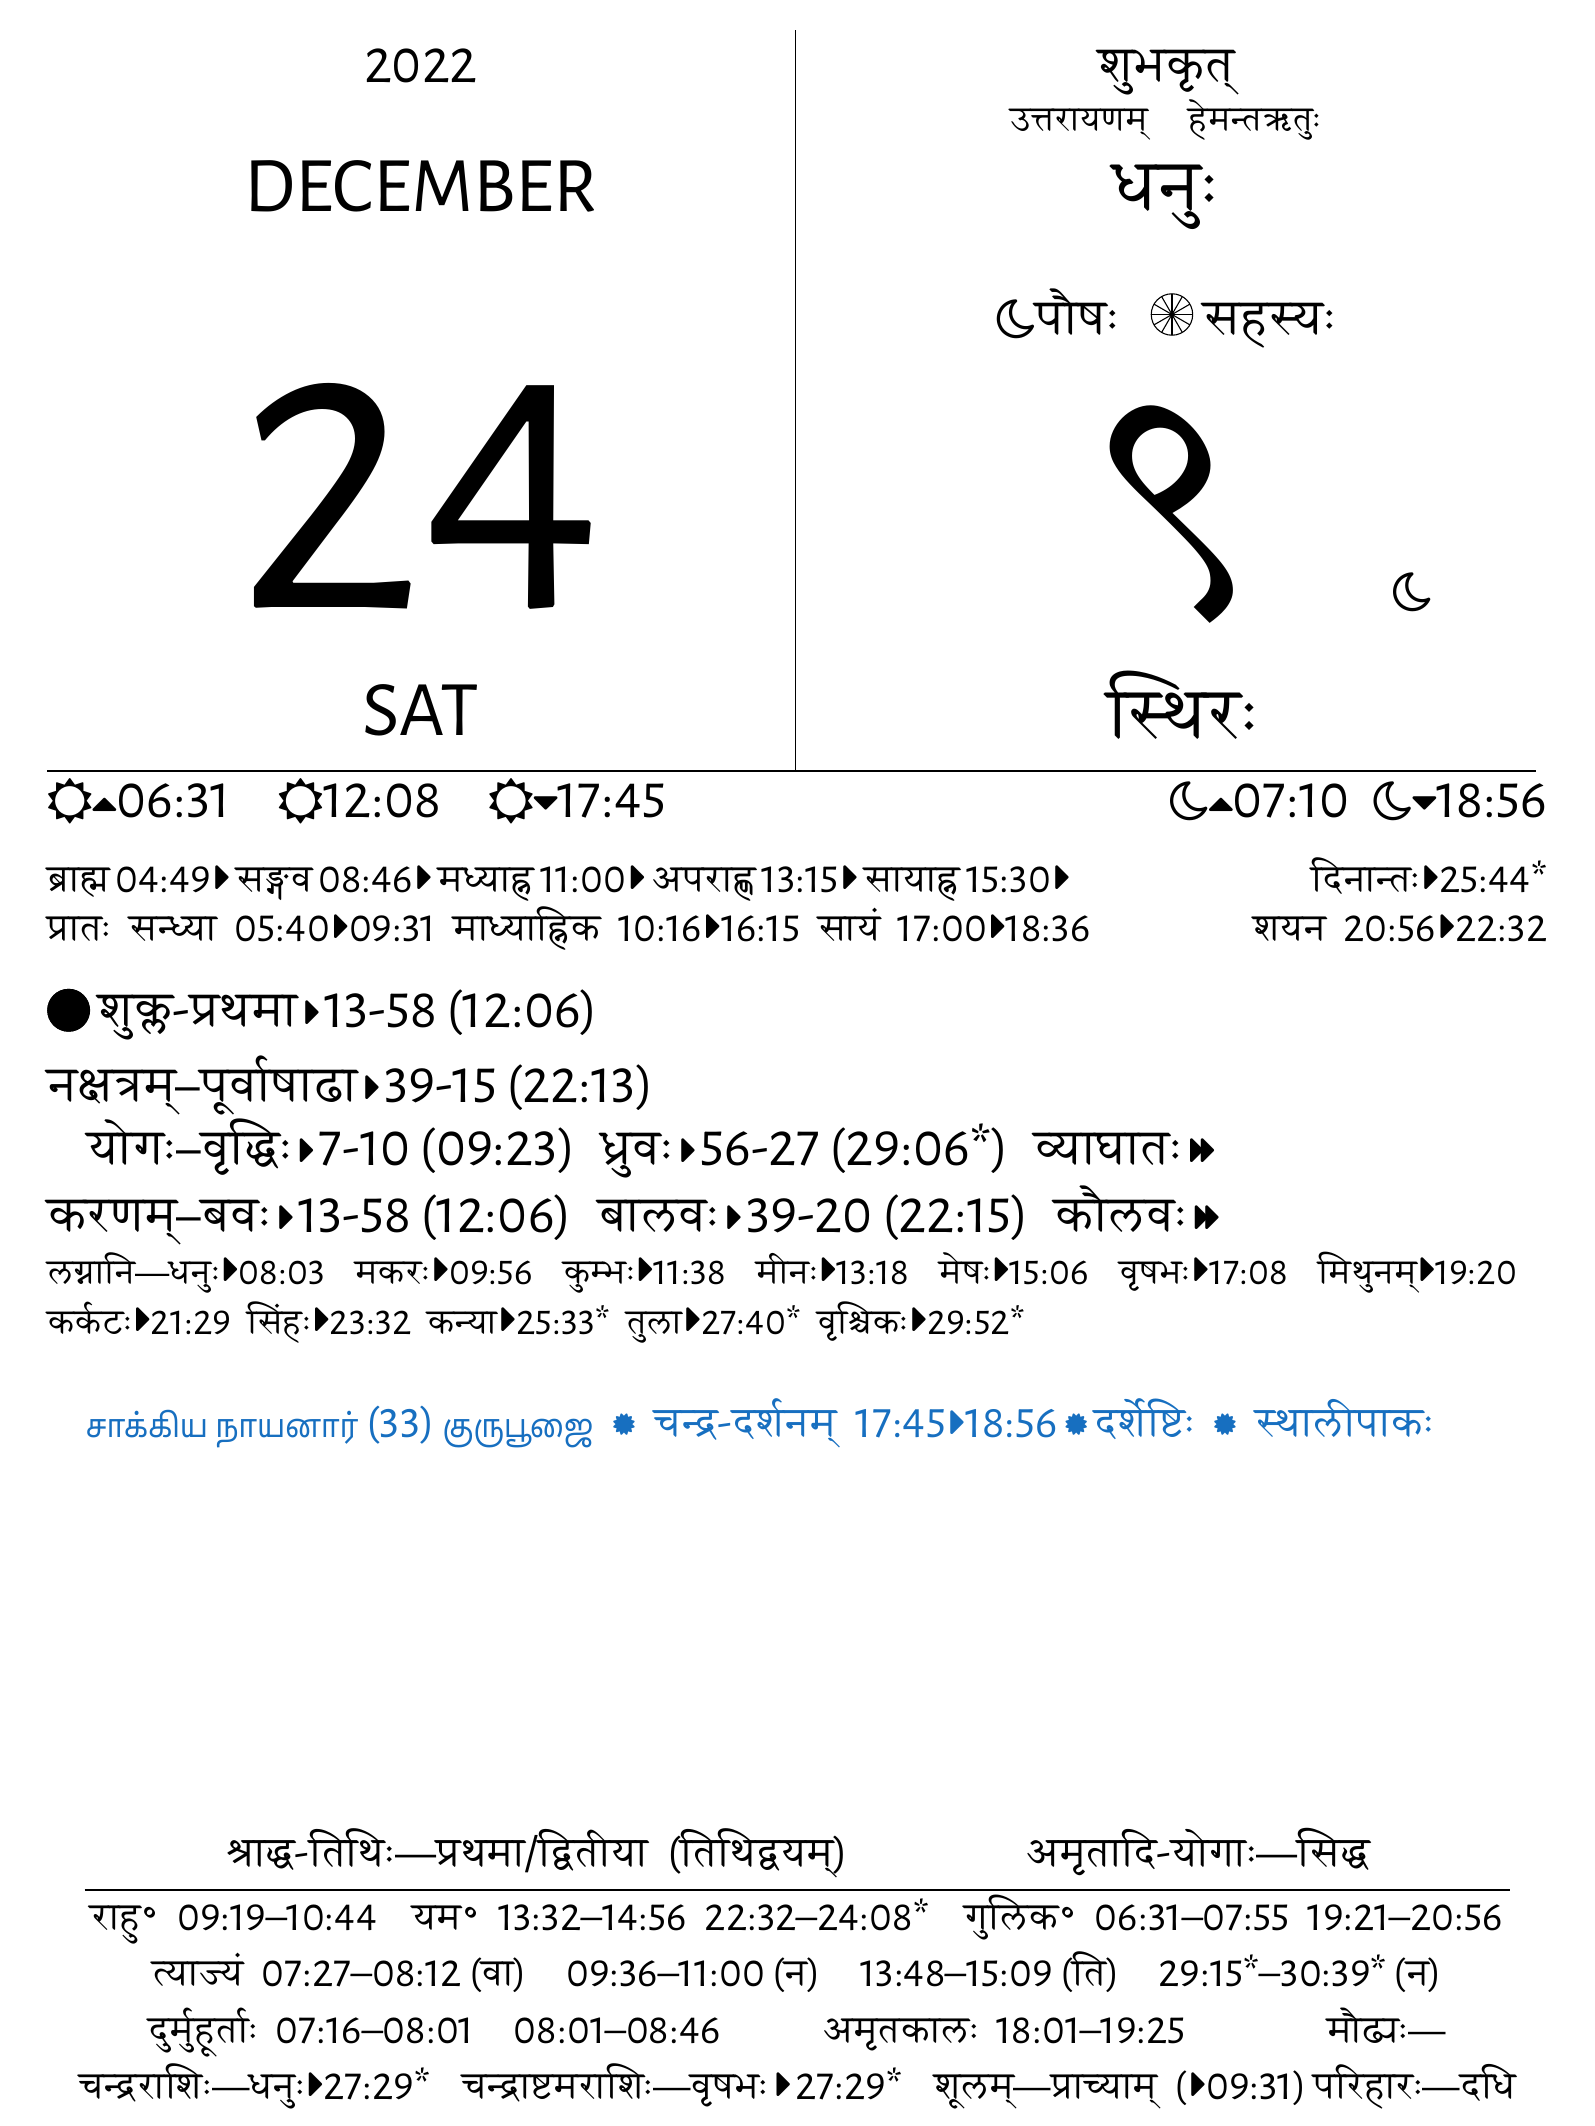 2022
DECEMBER
24
SAT
शुभकृत्
उत्तरायणम् हेमन्तऋतुः
धनुः
पौषः सहस्यः
९
स्थिरः
06:31 12:08 17:45 07:10 18:56
ब्राह्म 04:49 सङ्गव 08:46 मध्याह्न 11:00 अपराह्ण 13:15 सायाह्न 15:30 दिनान्तः 25:44*
प्रातः सन्ध्या 05:40 09:31 माध्याह्निक 10:16 16:15 सायं 17:00 18:36 शयन 20:56 22:32
शुक्ल-प्रथमा 13-58 (12:06)
नक्षत्रम्–पूर्वाषाढा 39-15 (22:13)
योगः–वृद्धिः 7-10 (09:23) ध्रुवः 56-27 (29:06*) व्याघातः
करणम्–बवः 13-58 (12:06) बालवः 39-20 (22:15) कौलवः
लग्नानि—धनुः 08:03 मकरः 09:56 कुम्भः 11:38 मीनः 13:18 मेषः 15:06 वृषभः 17:08 मिथुनम् 19:20
कर्कटः 21:29 सिंहः 23:32 कन्या 25:33* तुला 27:40* वृश्चिकः 29:52*
சாக்கிய நாயனார் (33) குருபூஜை चन्द्र-दर्शनम् 17:45 18:56 दर्शेष्टिः स्थालीपाकः
श्राद्ध-तिथिः—प्रथमा/द्वितीया (तिथिद्वयम्) अमृतादि-योगाः—सिद्ध
राहु॰ 09:19–10:44 यम॰ 13:32–14:56 22:32–24:08* गुलिक॰ 06:31–07:55 19:21–20:56
त्याज्यं 07:27–08:12 (वा) 09:36–11:00 (न) 13:48–15:09 (ति) 29:15*–30:39* (न)
दुर्मुहूर्ताः 07:16–08:01 08:01–08:46 अमृतकालः 18:01–19:25 मौढ्यः—
चन्द्रराशिः—धनुः 27:29* चन्द्राष्टमराशिः—वृषभः 27:29* शूलम्—प्राच्याम् ( 09:31) परिहारः—दधि